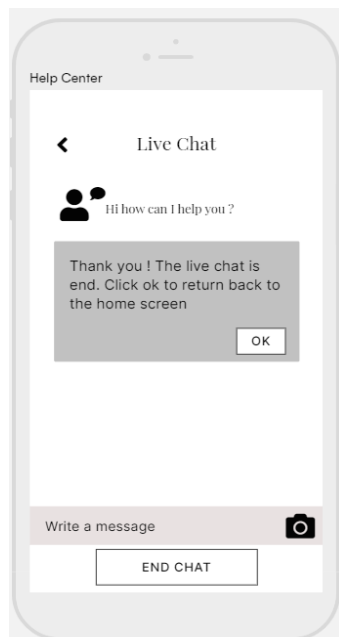 Help Center
Live Chat
Hi how can I help you ?
Thank you ! The live chat is
end. Click ok to return back to
the home screen
OK
Write a message
END CHAT